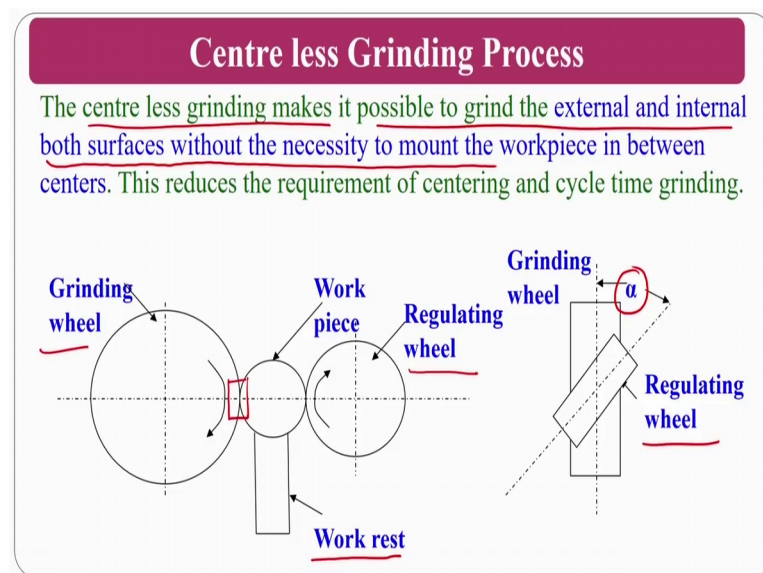 Centre less Grinding Process
The centre less grinding makes it possible to grind the external and internal
both surfaces without the necessity to mount the workpiece in between
centers. This reduces the requirement of centering and cycle time grinding.
Grinding
wheel
Work
piece
Regulating
wheel
Work rest
Grinding
wheel
α
Regulating
wheel